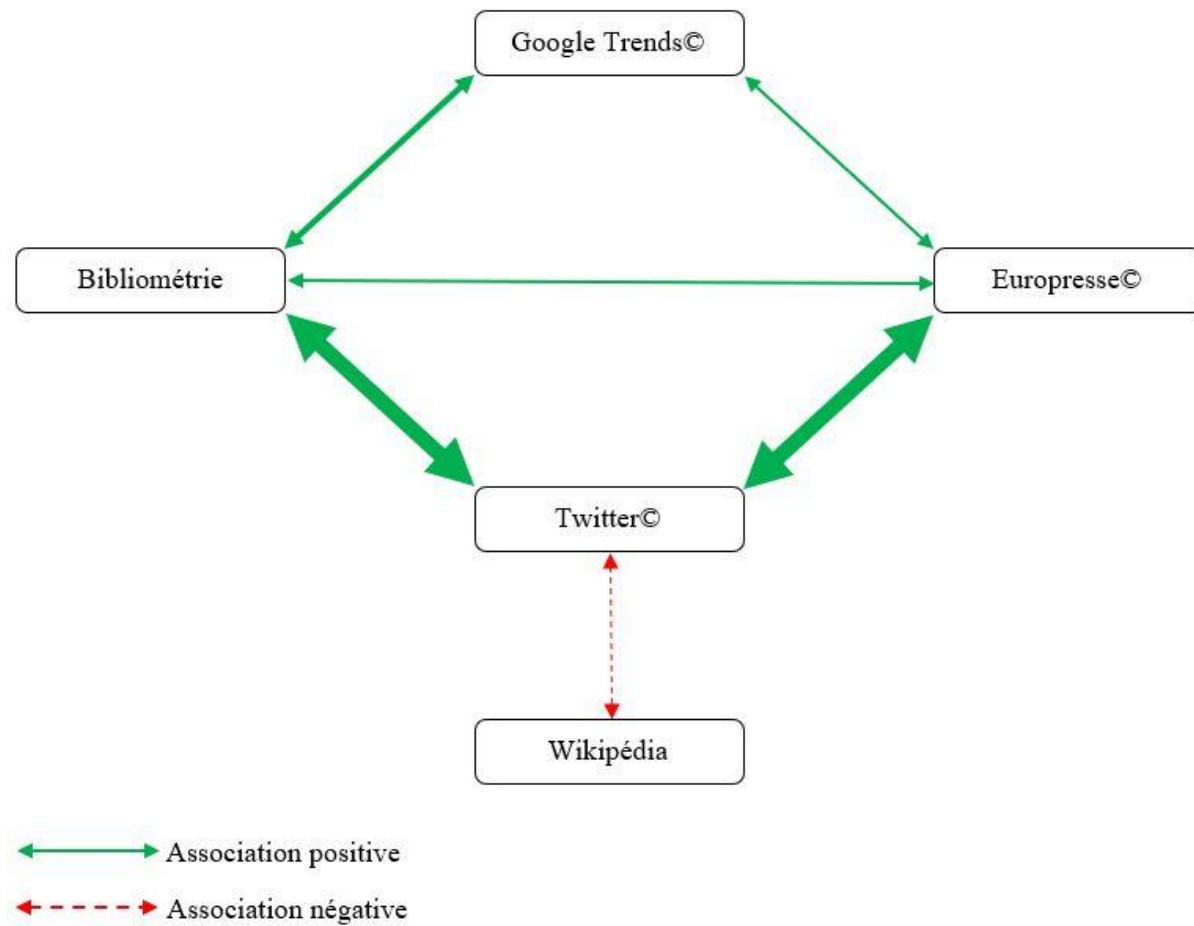 Google Trends©
Bibliométrie
Europresse©
Twitter©
Wikipédia
Association positive
Association négative